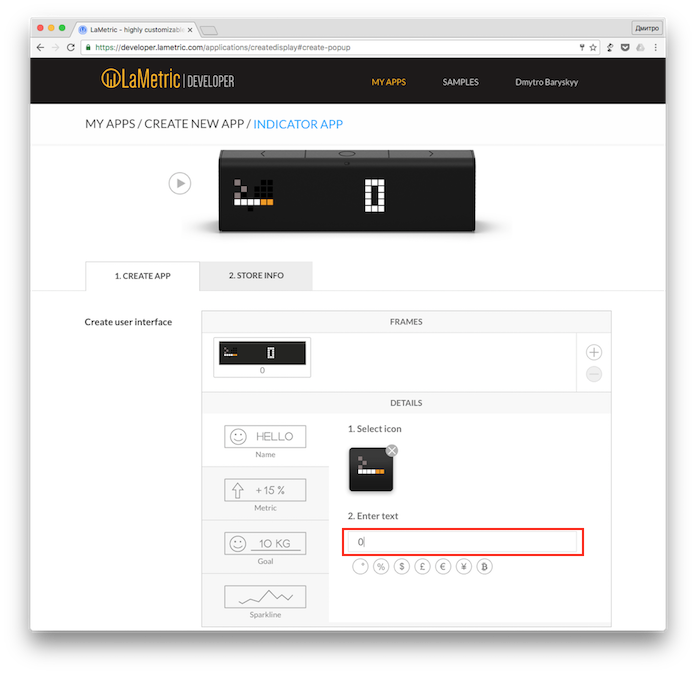 LaMetric - highly customizable
Дмитро
https://developer.lametric.com/applications/createdisplay#create-popup
LaMetric | DEVELOPER
MY APPS
SAMPLES
Dmytro Baryskyy
MY APPS / CREATE NEW APP / INDICATOR APP
0
1. CREATE APP
2. STORE INFO
Create user interface
FRAMES
0
0
DETAILS
HELLO
Name
+15 %
Metric
10 KG
Goal
Sparkline
1. Select icon
2. Enter text
0
° % $ £ € ¥ Ƀ